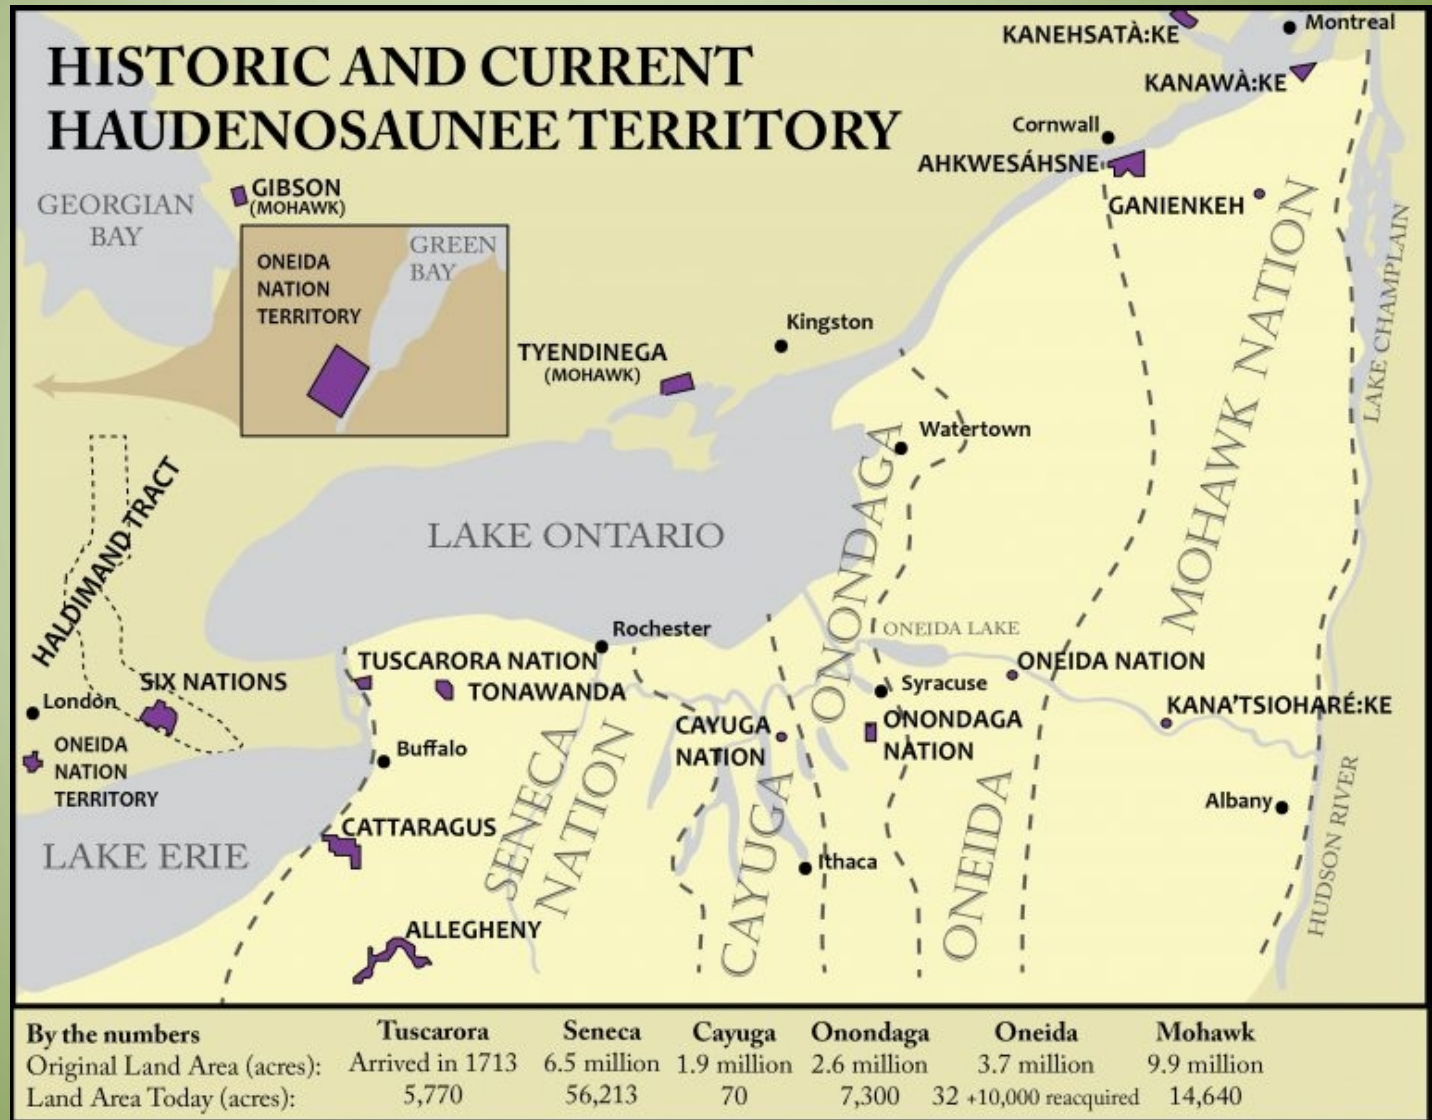 HISTORIC AND CURRENT
HAUDENOSAUNEE TERRITORY
KANEHSATÀ:KE
Montreal
KANAWÀ:KE
Cornwall
AHKWESÁHSNE
GANIENKEH
GEORGIAN
BAY
GIBSON
(MOHAWK)
ONEIDA
NATION
TERRITORY
GREEN
BAY
TYENDINEGA
(MOHAWK)
Kingston
Watertown
MOHAWK NATION
LAKE CHAMPLAIN
HALDIMAND TRACT
LAKE ONTARIO
ONONDAGA
ONEIDA LAKE
Rochester
TUSCARORA NATION
TONAWANDA
SIX NATIONS
London
ONEIDA
NATION
TERRITORY
Buffalo
SENECA
NATION
CAYUGA
NATION
Syracuse
ONONDAGA
NATION
ONEIDA NATION
KANA'TSIOHARÉ:KE
Albany
HUDSON RIVER
CATTARAGUS
LAKE ERIE
ALLEGHENY
CAYUGA
Ithaca
ONEIDA
By the numbers Tuscarora Seneca Cayuga Onondaga Oneida Mohawk
Original Land Area (acres): Arrived in 1713 6.5 million 1.9 million 2.6 million 3.7 million 9.9 million
Land Area Today (acres): 5,770 56,213 70 7,300 32 +10,000 reacquired 14,640